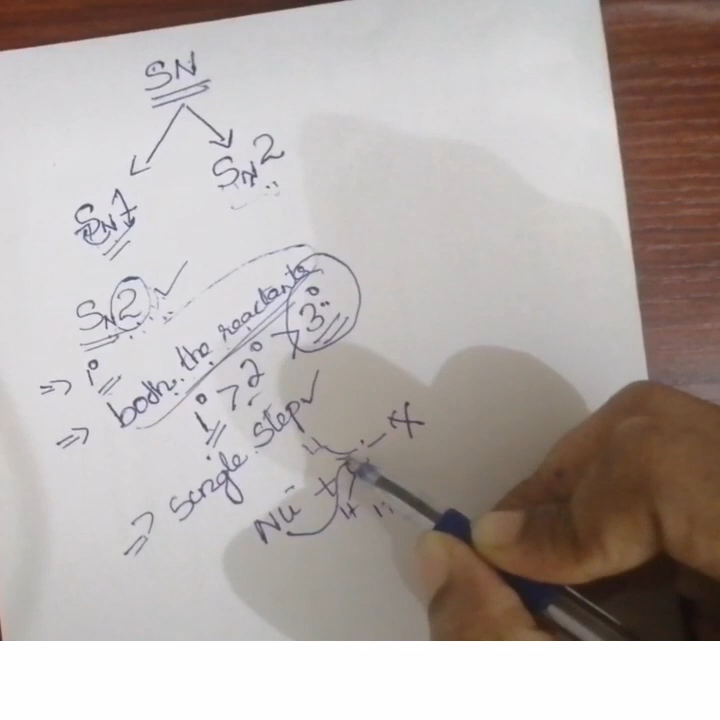 SN
SN1 SN2
SN2 ✓
=> 1°
=> both the reactants
1° > 2° > 3°
=> single step ✓
Nu⁻ X
H H